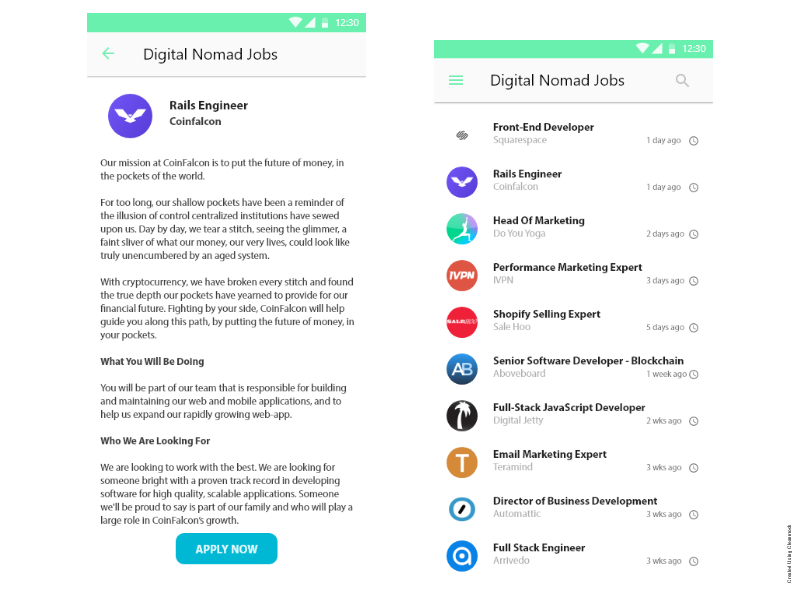 12:30
Digital Nomad Jobs
Rails Engineer
Coinfalcon
Our mission at CoinFalcon is to put the future of money, in
the pockets of the world.
For too long, our shallow pockets have been a reminder of
the illusion of control centralized institutions have sewed
upon us. Day by day, we tear a stitch, seeing the glimmer, a
faint sliver of what our money, our very lives, could look like
truly unencumbered by an aged system.
With cryptocurrency, we have broken every stitch and found
the true depth our pockets have yearned to provide for our
financial future. Fighting by your side, CoinFalcon will help
guide you along this path, by putting the future of money, in
your pockets.
What You Will Be Doing
You will be part of our team that is responsible for building
and maintaining our web and mobile applications, and to
help us expand our rapidly growing web-app.
Who We Are Looking For
We are looking to work with the best. We are looking for
someone bright with a proven track record in developing
software for high quality, scalable applications. Someone
we'll be proud to say is part of our family and who will play a
large role in CoinFalcon's growth.
APPLY NOW
12:30
Digital Nomad Jobs
Front-End Developer
Squarespace
1 day ago
Rails Engineer
Coinfalcon
1 day ago
Head Of Marketing
Do You Yoga
2 days ago
IVPN
Performance Marketing Expert
IVPN
3 days ago
Shopify Selling Expert
Sale Hoo
5 days ago
AB
Senior Software Developer - Blockchain
Aboveboard
1 week ago
Full-Stack JavaScript Developer
Digital Jetty
2 wks ago
T
Email Marketing Expert
Teramind
3 wks ago
Director of Business Development
Automattic
3 wks ago
Full Stack Engineer
Arrivedo
3 wks ago